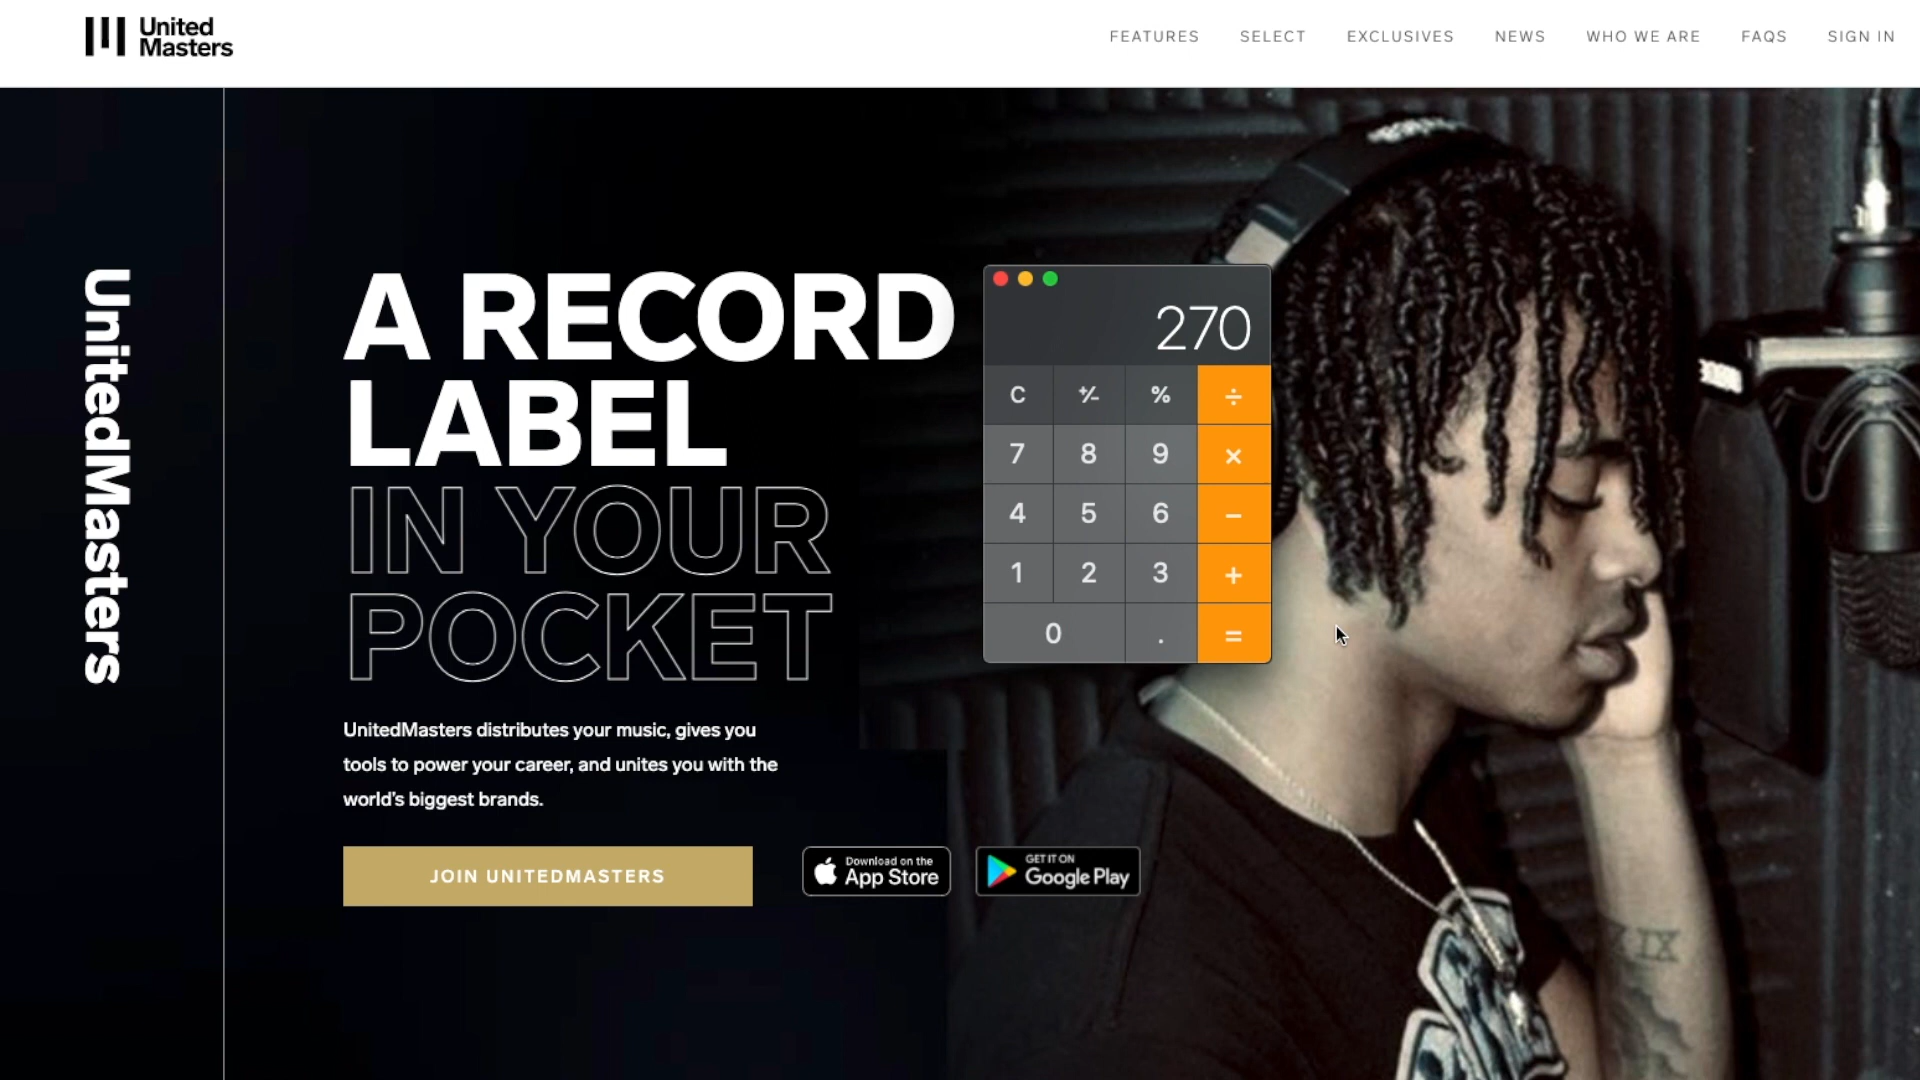 United
Masters
FEATURES SELECT EXCLUSIVES NEWS WHO WE ARE FAQS SIGN IN
UnitedMasters
A RECORD
LABEL
IN YOUR
POCKET
270
C +⁄- % ÷
7 8 9 ×
4 5 6 −
1 2 3 +
0 . =
UnitedMasters distributes your music, gives you
tools to power your career, and unites you with the
world's biggest brands.
JOIN UNITEDMASTERS
Download on the
App Store
GET IT ON
Google Play
XIX